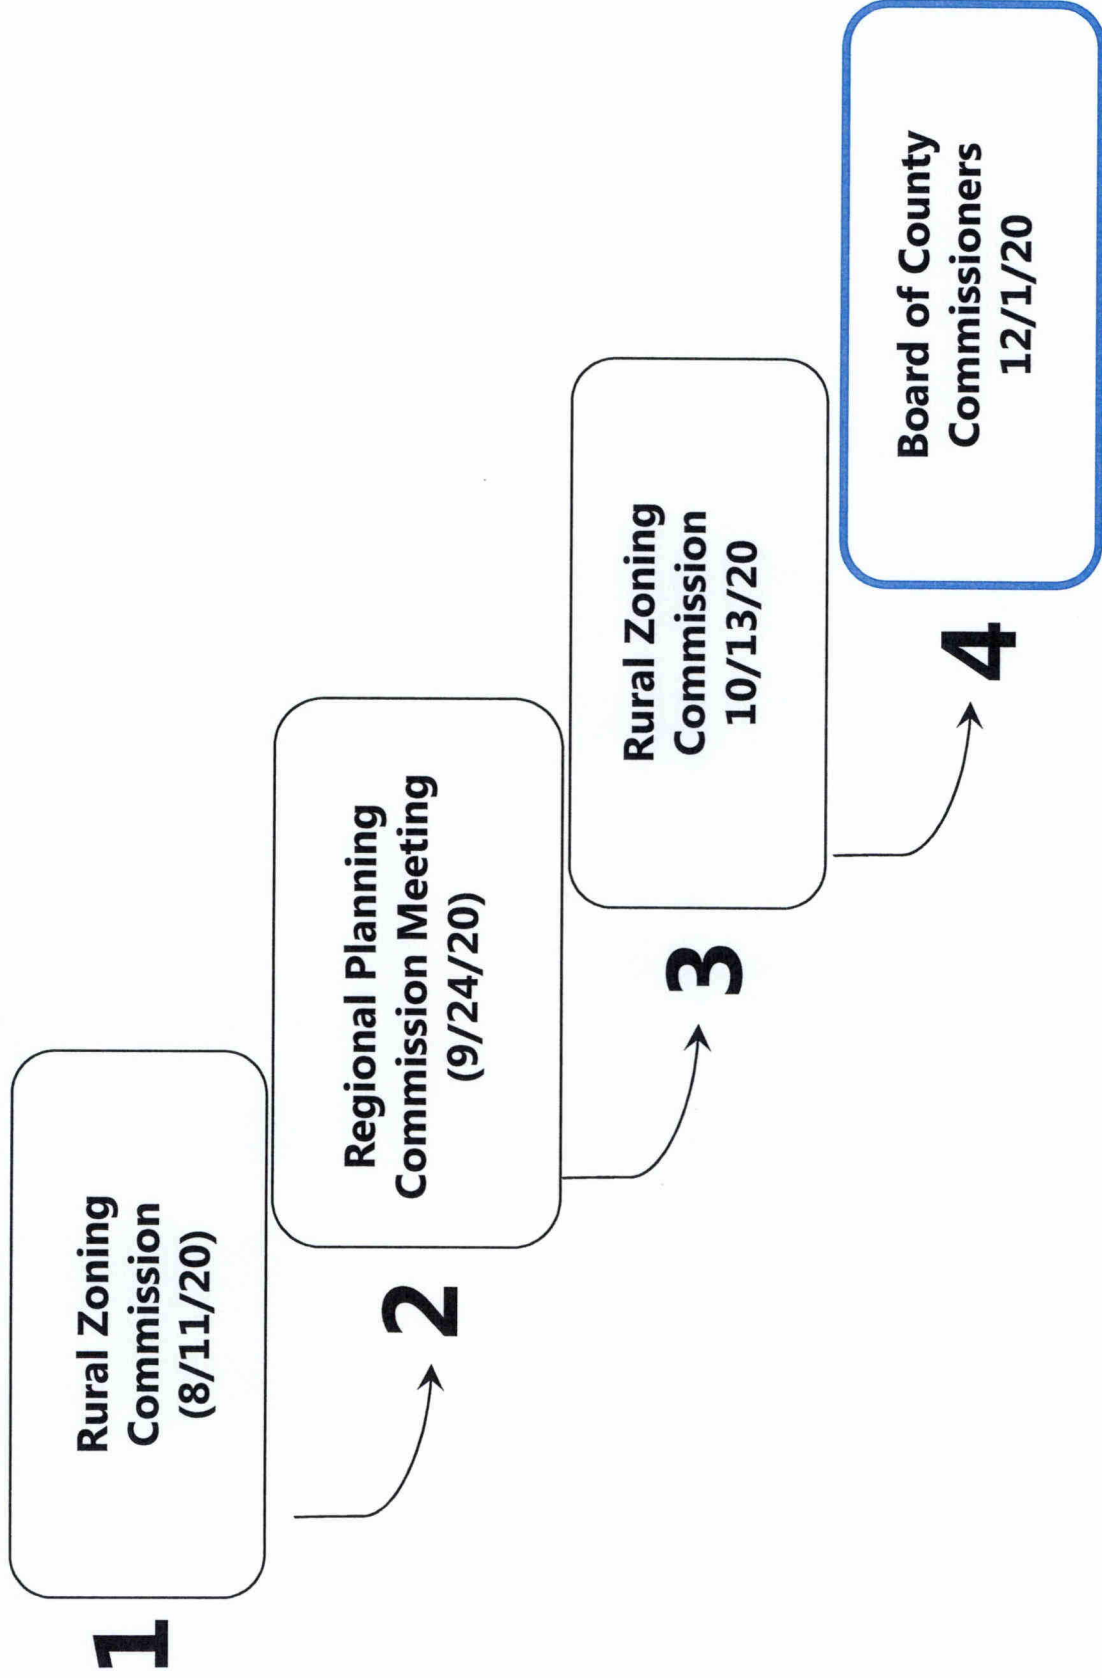 1
Rural Zoning
Commission
(8/11/20)
2
Regional Planning
Commission Meeting
(9/24/20)
3
Rural Zoning
Commission
10/13/20
4
Board of County
Commissioners
12/1/20